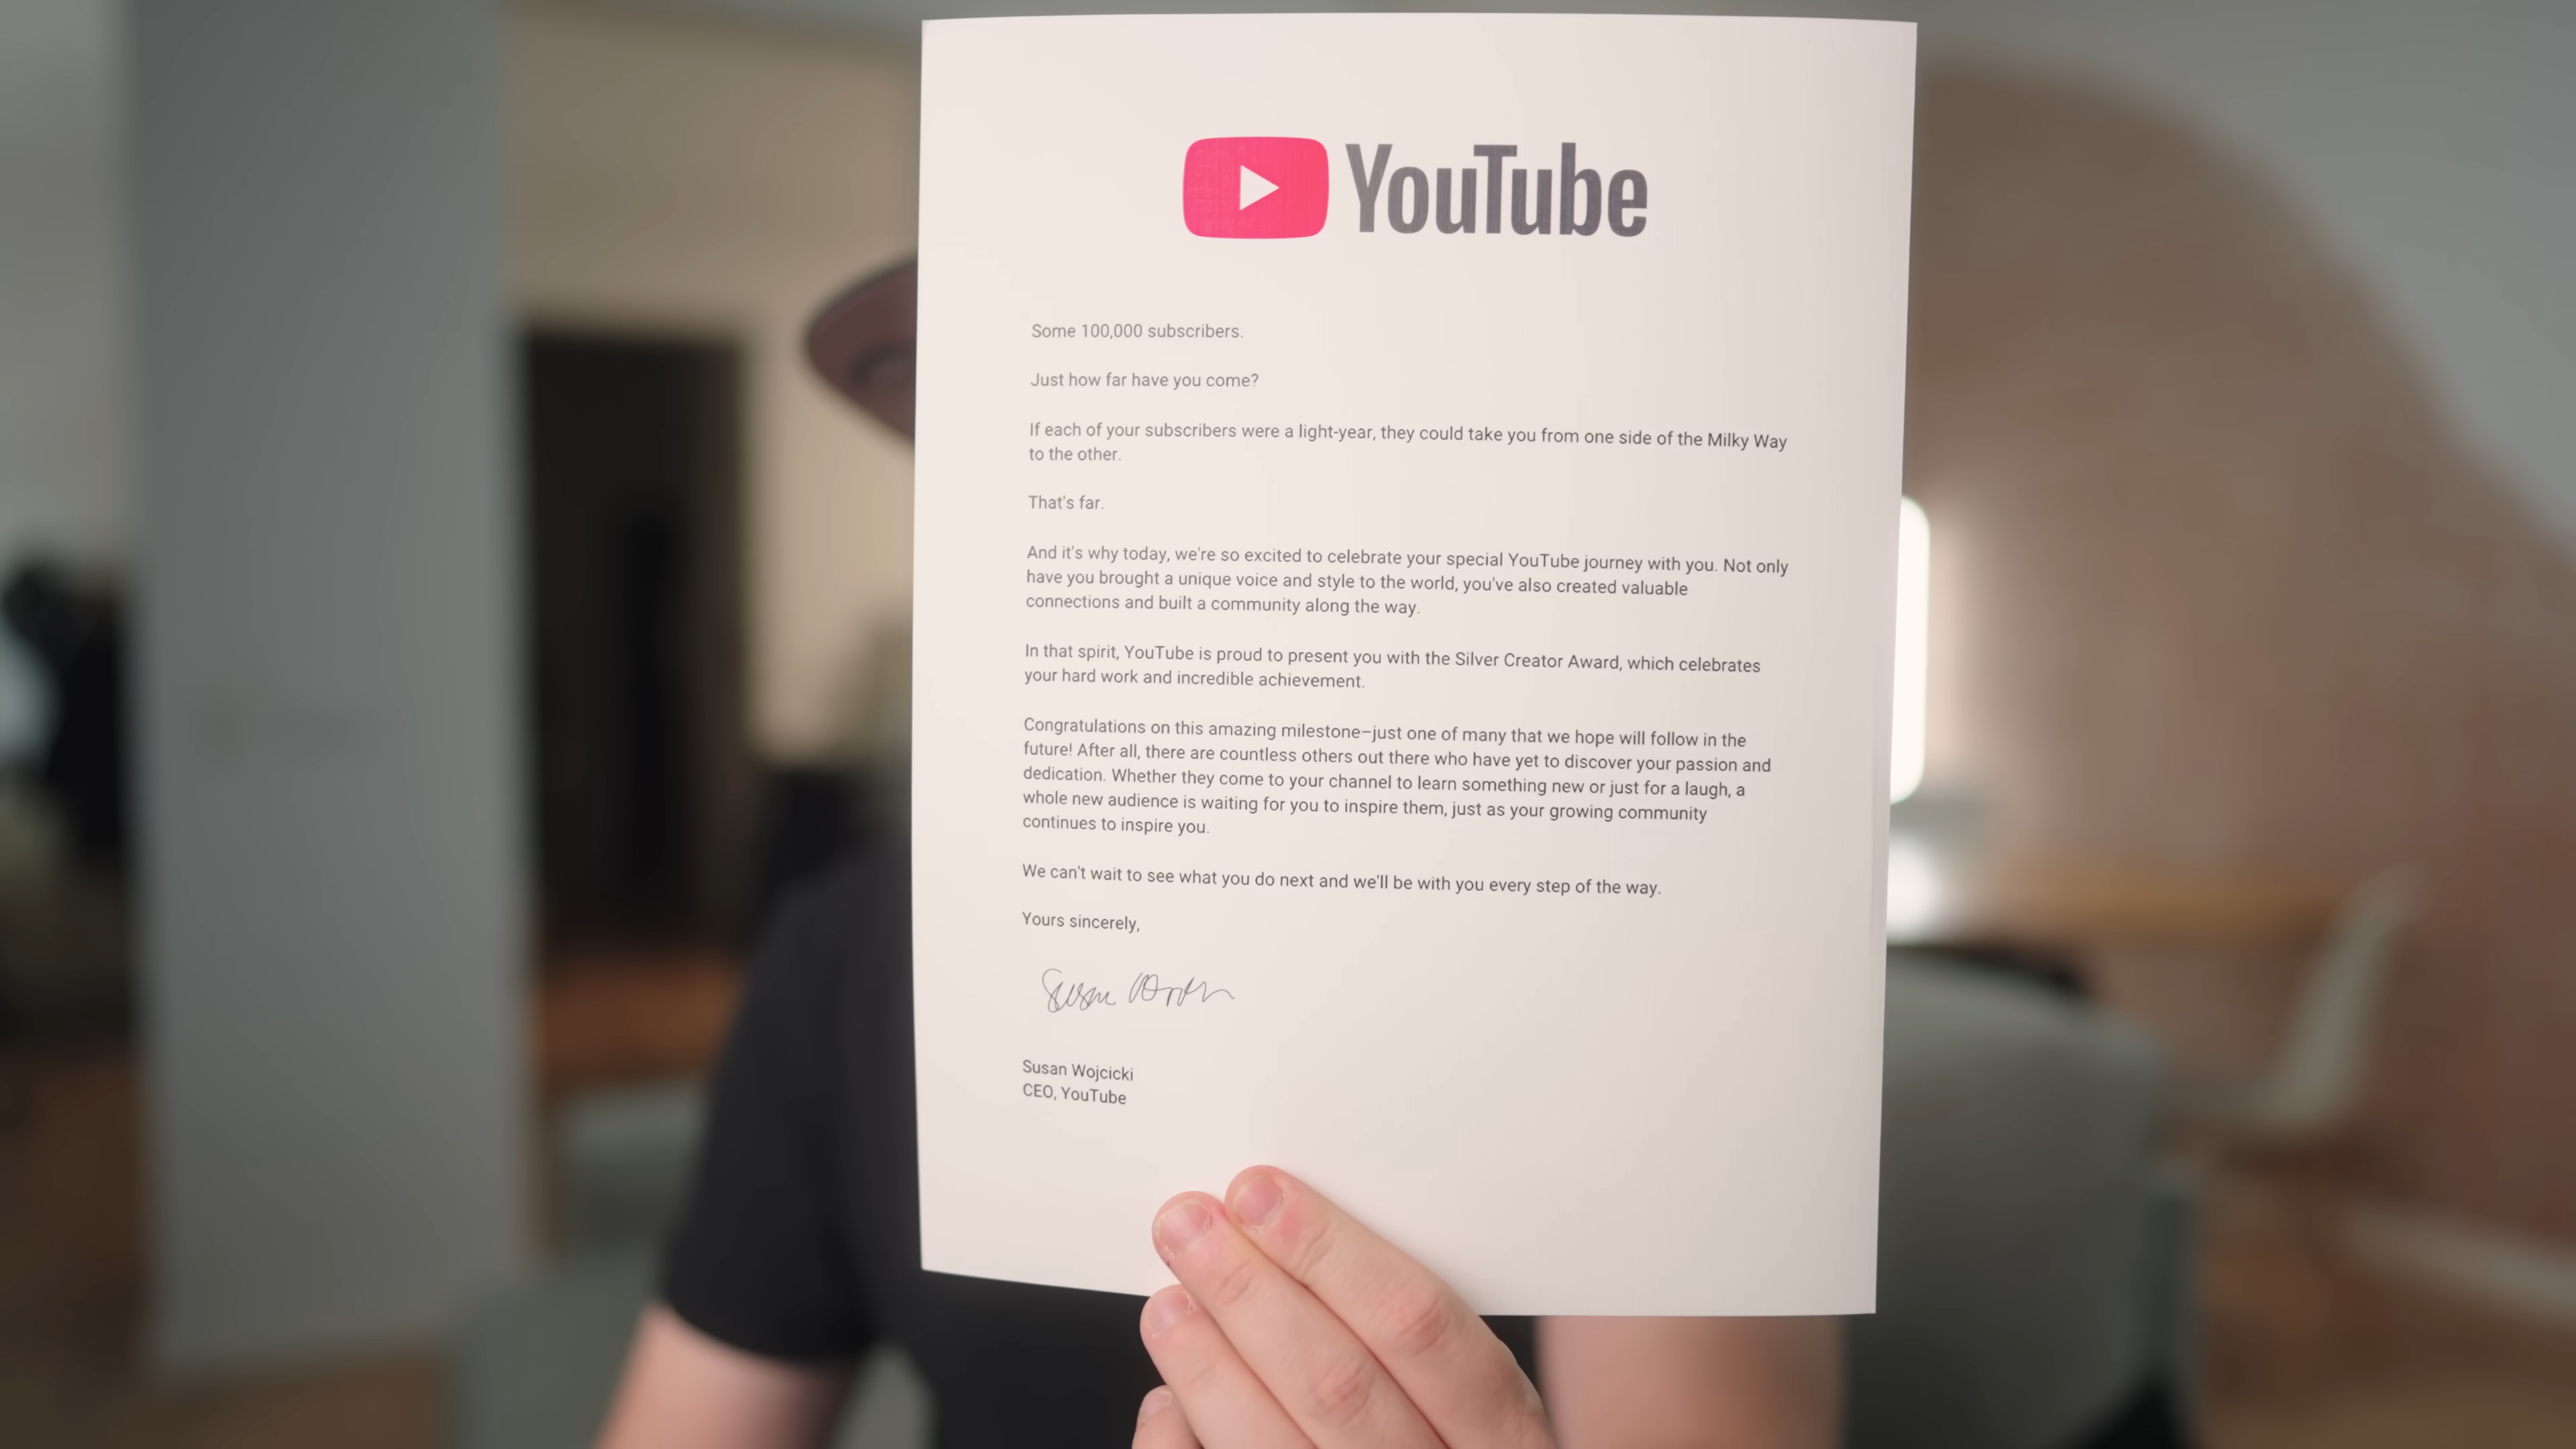 YouTube
Some 100,000 subscribers.
Just how far have you come?
If each of your subscribers were a light-year, they could take you from one side of the Milky Way
to the other.
That's far.
And it's why today, we're so excited to celebrate your special YouTube journey with you. Not only
have you brought a unique voice and style to the world, you've also created valuable
connections and built a community along the way.
In that spirit, YouTube is proud to present you with the Silver Creator Award, which celebrates
your hard work and incredible achievement.
Congratulations on this amazing milestone–just one of many that we hope will follow in the
future! After all, there are countless others out there who have yet to discover your passion and
dedication. Whether they come to your channel to learn something new or just for a laugh, a
whole new audience is waiting for you to inspire them, just as your growing community
continues to inspire you.
We can't wait to see what you do next and we'll be with you every step of the way.
Yours sincerely,
Susan
Susan Wojcicki
CEO, YouTube